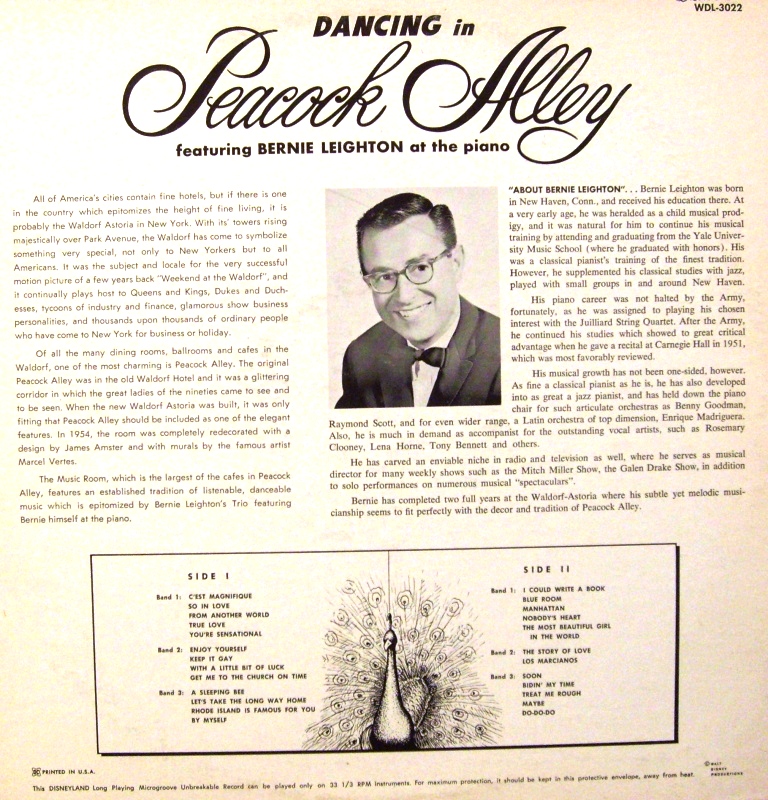 WDL-3022
DANCING in
Peacock Alley
featuring BERNIE LEIGHTON at the piano
All of America's cities contain fine hotels, but if there is one
in the country which epitomizes the height of fine living, it is
probably the Waldorf Astoria in New York. With its' towers rising
majestically over Park Avenue, the Waldorf has come to symbolize
something very special, not only to New Yorkers but to all
Americans. It was the subject and locale for the very successful
motion picture of a few years back "Weekend at the Waldorf", and
it continually plays host to Queens and Kings, Dukes and Duch-
esses, tycoons of industry and finance, glamorous show business
personalities, and thousands upon thousands of ordinary people
who have come to New York for business or holiday.
Of all the many dining rooms, ballrooms and cafes in the
Waldorf, one of the most charming is Peacock Alley. The original
Peacock Alley was in the old Waldorf Hotel and it was a glittering
corridor in which the great ladies of the nineties came to see and
to be seen. When the new Waldorf Astoria was built, it was only
fitting that Peacock Alley should be included as one of the elegant
features. In 1954, the room was completely redecorated with a
design by James Amster and with murals by the famous artist
Marcel Vertes.
The Music Room, which is the largest of the cafes in Peacock
Alley, features an established tradition of listenable, danceable
music which is epitomized by Bernie Leighton's Trio featuring
Bernie himself at the piano.
"ABOUT BERNIE LEIGHTON"... Bernie Leighton was born
in New Haven, Conn., and received his education there. At
a very early age, he was heralded as a child musical prod-
igy, and it was natural for him to continue his musical
training by attending and graduating from the Yale Univer-
sity Music School (where he graduated with honors). His
was a classical pianist's training of the finest tradition.
However, he supplemented his classical studies with jazz,
played with small groups in and around New Haven.
His piano career was not halted by the Army,
fortunately, as he was assigned to playing his chosen
interest with the Juilliard String Quartet. After the Army,
he continued his studies which showed to great critical
advantage when he gave a recital at Carnegie Hall in 1951,
which was most favorably reviewed.
His musical growth has not been one-sided, however.
As fine a classical pianist as he is, he has also developed
into as great a jazz pianist, and has held down the piano
chair for such articulate orchestras as Benny Goodman,
Raymond Scott, and for even wider range, a Latin orchestra of top dimension, Enrique Madriguera.
Also, he is much in demand as accompanist for the outstanding vocal artists, such as Rosemary
Clooney, Lena Horne, Tony Bennett and others.
He has carved an enviable niche in radio and television as well, where he serves as musical
director for many weekly shows such as the Mitch Miller Show, the Galen Drake Show, in addition
to solo performances on numerous musical "spectaculars".
Bernie has completed two full years at the Waldorf-Astoria where his subtle yet melodic musi-
cianship seems to fit perfectly with the decor and tradition of Peacock Alley.
SIDE I
Band 1: C'EST MAGNIFIQUE
SO IN LOVE
FROM ANOTHER WORLD
TRUE LOVE
YOU'RE SENSATIONAL
Band 2: ENJOY YOURSELF
KEEP IT GAY
WITH A LITTLE BIT OF LUCK
GET ME TO THE CHURCH ON TIME
Band 3: A SLEEPING BEE
LET'S TAKE THE LONG WAY HOME
RHODE ISLAND IS FAMOUS FOR YOU
BY MYSELF
SIDE II
Band 1: I COULD WRITE A BOOK
BLUE ROOM
MANHATTAN
NOBODY'S HEART
THE MOST BEAUTIFUL GIRL
IN THE WORLD
Band 2: THE STORY OF LOVE
LOS MARCIANOS
Band 3: SOON
BIDIN' MY TIME
TREAT ME ROUGH
MAYBE
DO-DO-DO
PRINTED IN U.S.A.
© WALT
DISNEY
PRODUCTIONS
This DISNEYLAND Long Playing Microgroove Unbreakable Record can be played only on 33 1/3 RPM Instruments. For maximum protection, it should be kept in this protective envelope, away from heat.